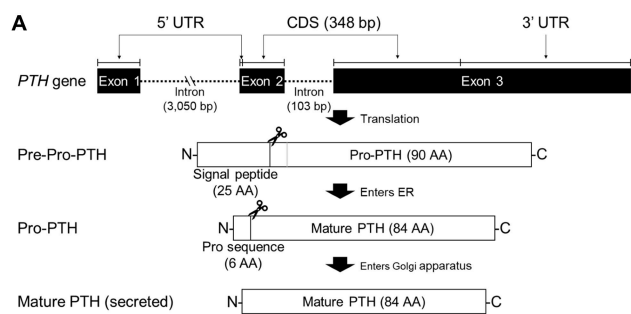 A
5' UTR CDS (348 bp) 3' UTR
PTH gene Exon 1 Exon 2 Exon 3
Intron
(3,050 bp)
Intron
(103 bp)
Translation
Pre-Pro-PTH N- Pro-PTH (90 AA) -C
Signal peptide
(25 AA)
Enters ER
Pro-PTH N- Mature PTH (84 AA) -C
Pro sequence
(6 AA)
Enters Golgi apparatus
Mature PTH (secreted) N- Mature PTH (84 AA) -C